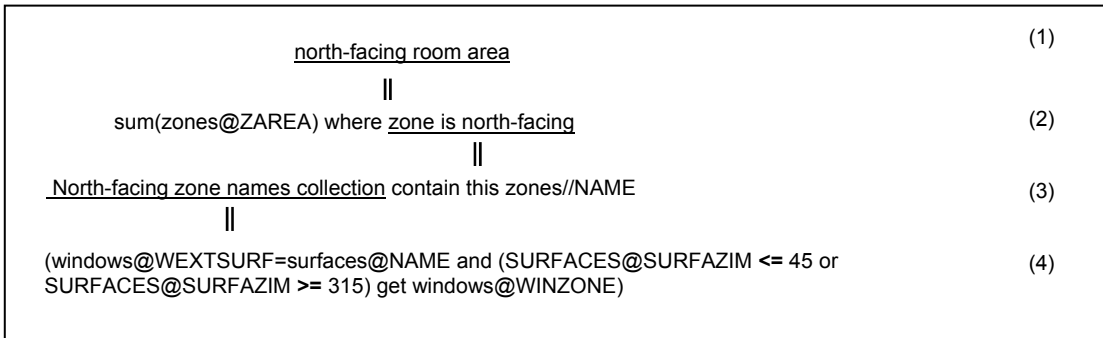 north-facing room area (1)
||
sum(zones@ZAREA) where zone is north-facing (2)
||
North-facing zone names collection contain this zones//NAME (3)
||
(windows@WEXTSURF=surfaces@NAME and (SURFACES@SURFAZIM <= 45 or (4)
SURFACES@SURFAZIM >= 315) get windows@WINZONE)